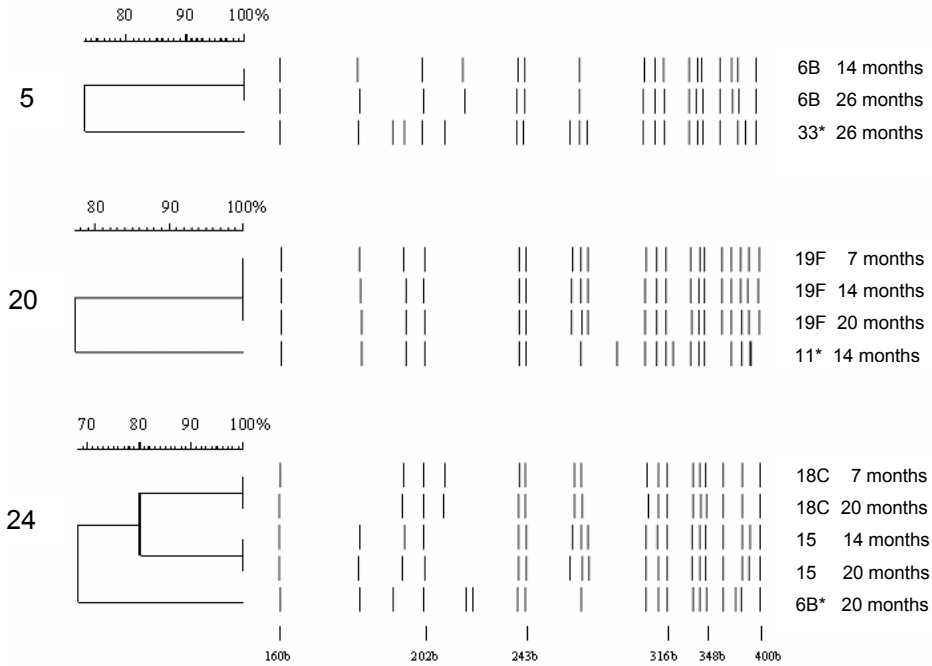 80 90 100%
5
6B 14 months
6B 26 months
33* 26 months
80 90 100%
20
19F 7 months
19F 14 months
19F 20 months
11* 14 months
70 80 90 100%
24
18C 7 months
18C 20 months
15 14 months
15 20 months
6B* 20 months
160b 202b 243b 316b 348b 400b